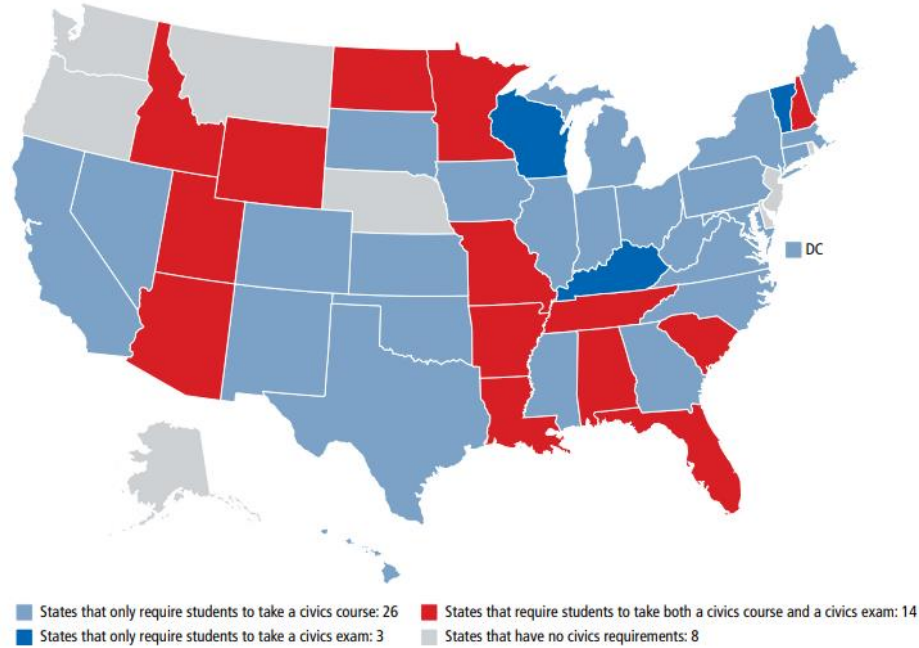 DC
States that only require students to take a civics course: 26
States that require students to take both a civics course and a civics exam: 14
States that only require students to take a civics exam: 3
States that have no civics requirements: 8